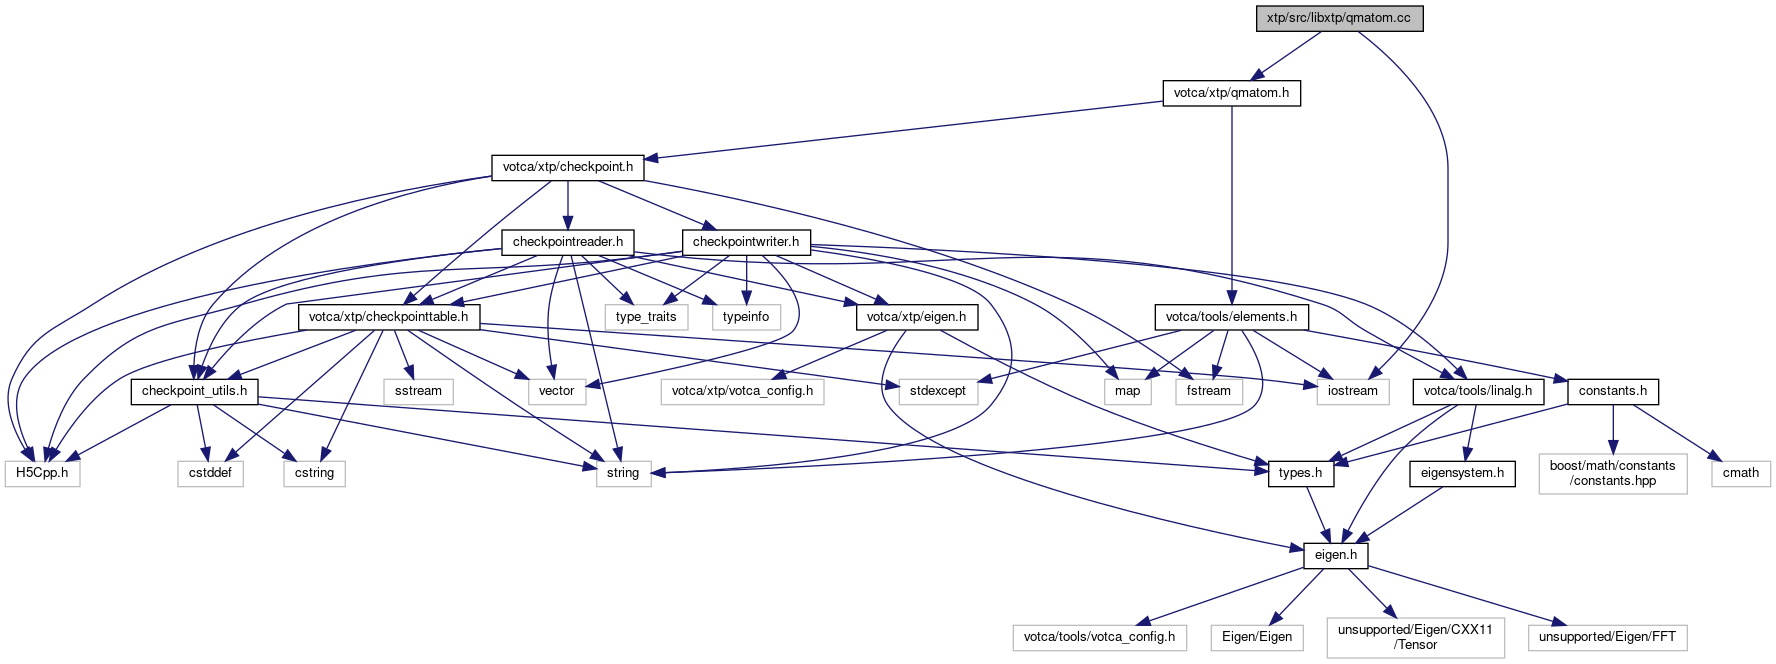 xtp/src/libxtp/qmatom.cc
votca/xtp/qmatom.h
votca/xtp/checkpoint.h
checkpointreader.h
checkpointwriter.h
votca/xtp/checkpointtable.h
type_traits
typeinfo
votca/xtp/eigen.h
votca/tools/elements.h
checkpoint_utils.h
sstream
vector
votca/xtp/votca_config.h
stdexcept
map
fstream
iostream
votca/tools/linalg.h
constants.h
H5Cpp.h
cstddef
cstring
string
types.h
eigensystem.h
boost/math/constants
/constants.hpp
cmath
eigen.h
votca/tools/votca_config.h
Eigen/Eigen
unsupported/Eigen/CXX11
/Tensor
unsupported/Eigen/FFT